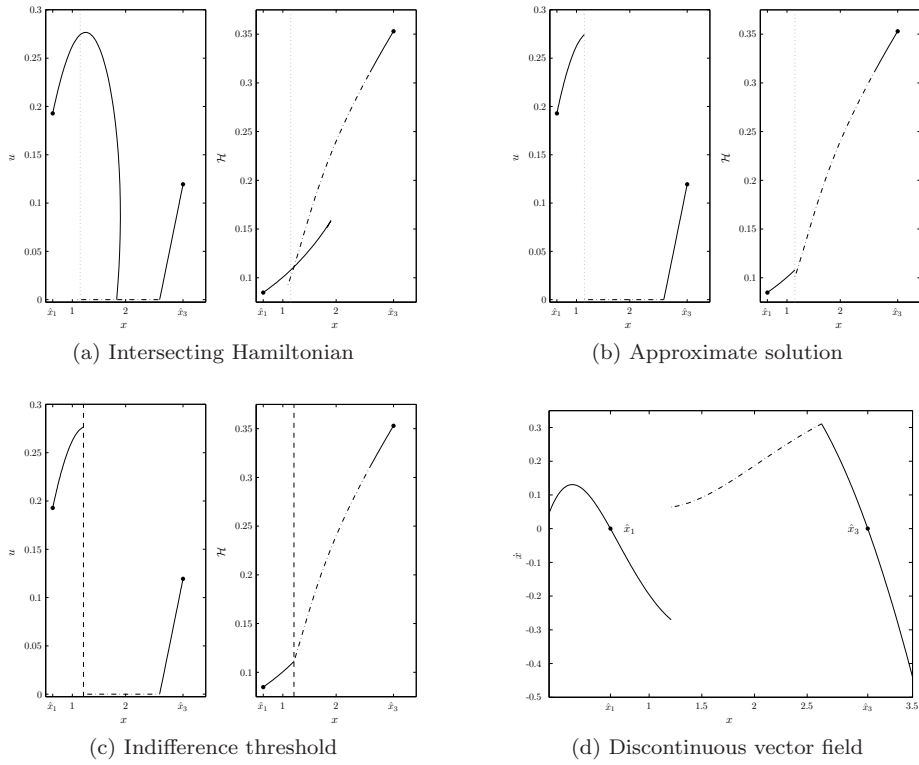 0.3
0.25
0.2
0.15
0.1
0.05
0
u
x̂₁
1
2
x̂₃
x
0.35
0.3
0.25
0.2
0.15
0.1
ℋ
x̂₁
1
2
x̂₃
x
(a) Intersecting Hamiltonian
0.3
0.25
0.2
0.15
0.1
0.05
0
u
x̂₁
1
2
x̂₃
x
0.35
0.3
0.25
0.2
0.15
0.1
ℋ
x̂₁
1
2
x̂₃
x
(b) Approximate solution
0.3
0.25
0.2
0.15
0.1
0.05
0
u
x̂₁
1
2
x̂₃
x
0.35
0.3
0.25
0.2
0.15
0.1
ℋ
x̂₁
1
2
x̂₃
x
(c) Indifference threshold
0.3
0.2
0.1
0
-0.1
-0.2
-0.3
-0.4
-0.5
ẋ
x̂₁
x̂₃
x̂₁
1
1.5
2
2.5
x̂₃
3.5
x
(d) Discontinuous vector field